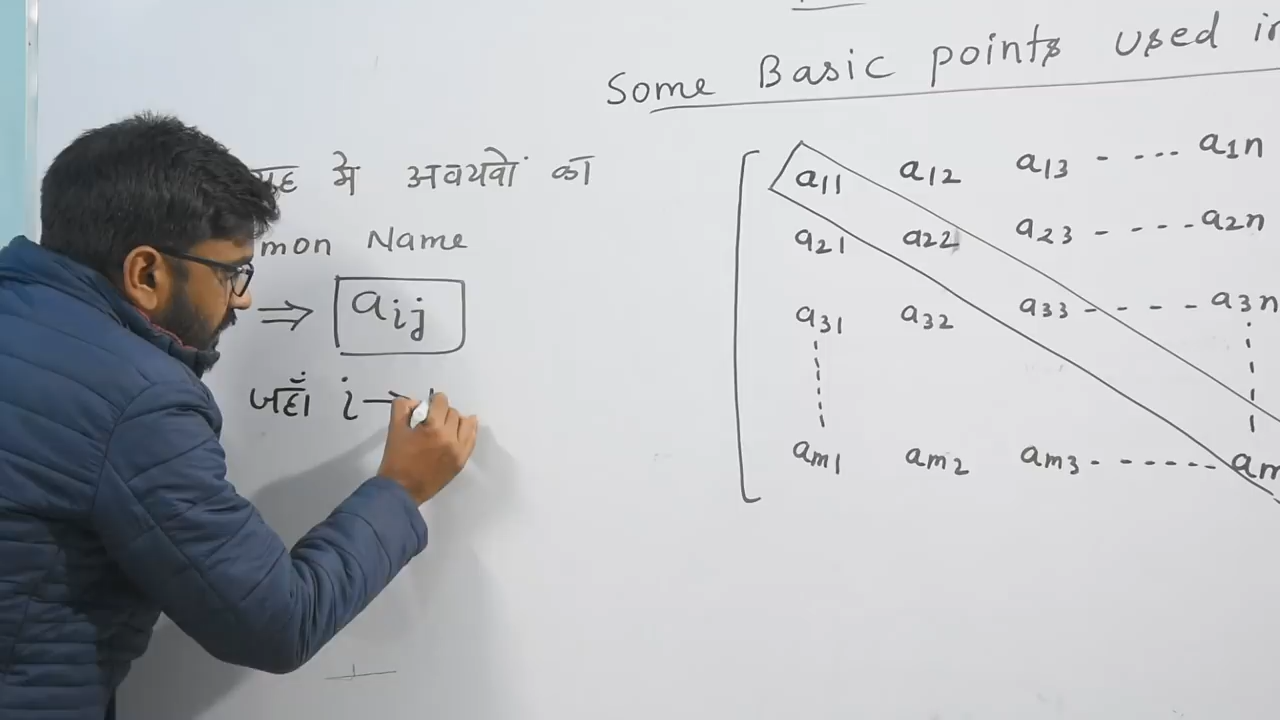 Some Basic points used in
में अवयवों का
mon Name
⇒ aij
जहाँ i →
a11 a12 a13 - - - - a1n
a21 a22 a23 - - - - a2n
a31 a32 a33 - - - - a3n
am1 am2 am3 - - - - - - am